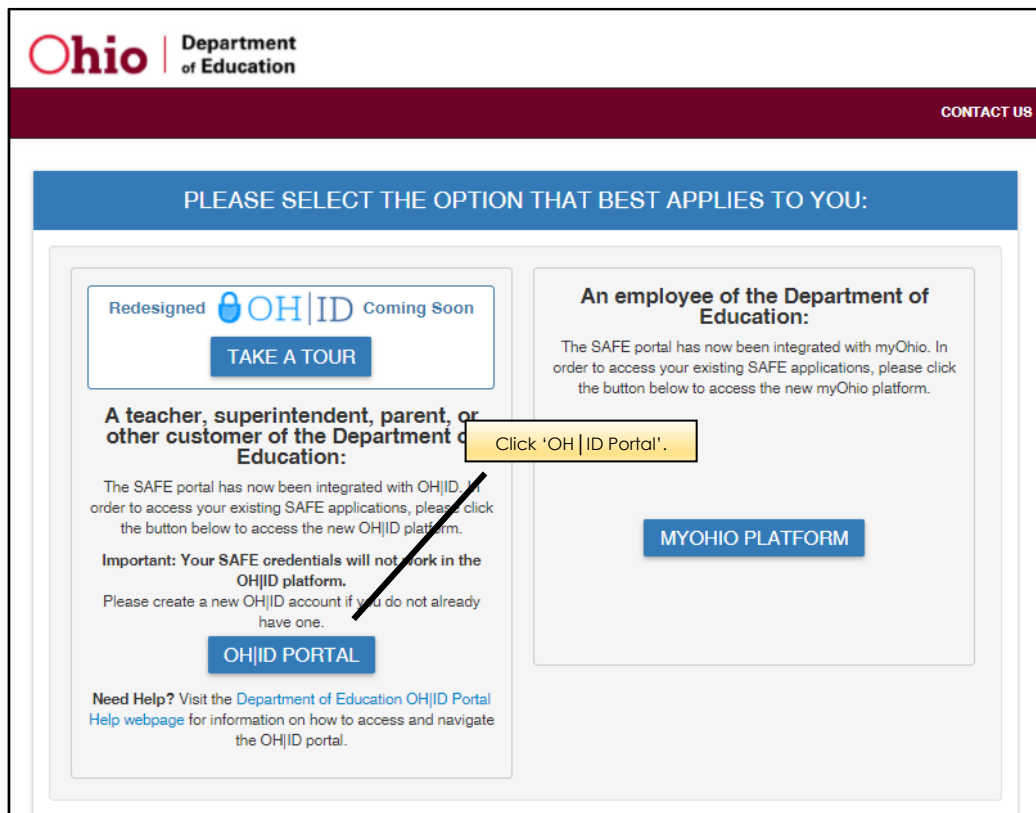 Ohio Department
of Education
CONTACT US
PLEASE SELECT THE OPTION THAT BEST APPLIES TO YOU:
Redesigned OH|ID Coming Soon
TAKE A TOUR
A teacher, superintendent, parent, or
other customer of the Department
Education:
The SAFE portal has now been integrated with OH|ID. In
order to access your existing SAFE applications, please click
the button below to access the new OH|ID platform.
Important: Your SAFE credentials will not work in the
OH|ID platform.
Please create a new OH|ID account if you do not already
have one.
OH|ID PORTAL
Need Help? Visit the Department of Education OH|ID Portal
Help webpage for information on how to access and navigate
the OH|ID portal.
Click ‘OH|ID Portal’.
An employee of the Department of
Education:
The SAFE portal has now been integrated with myOhio. In
order to access your existing SAFE applications, please click
the button below to access the new myOhio platform.
MYOHIO PLATFORM